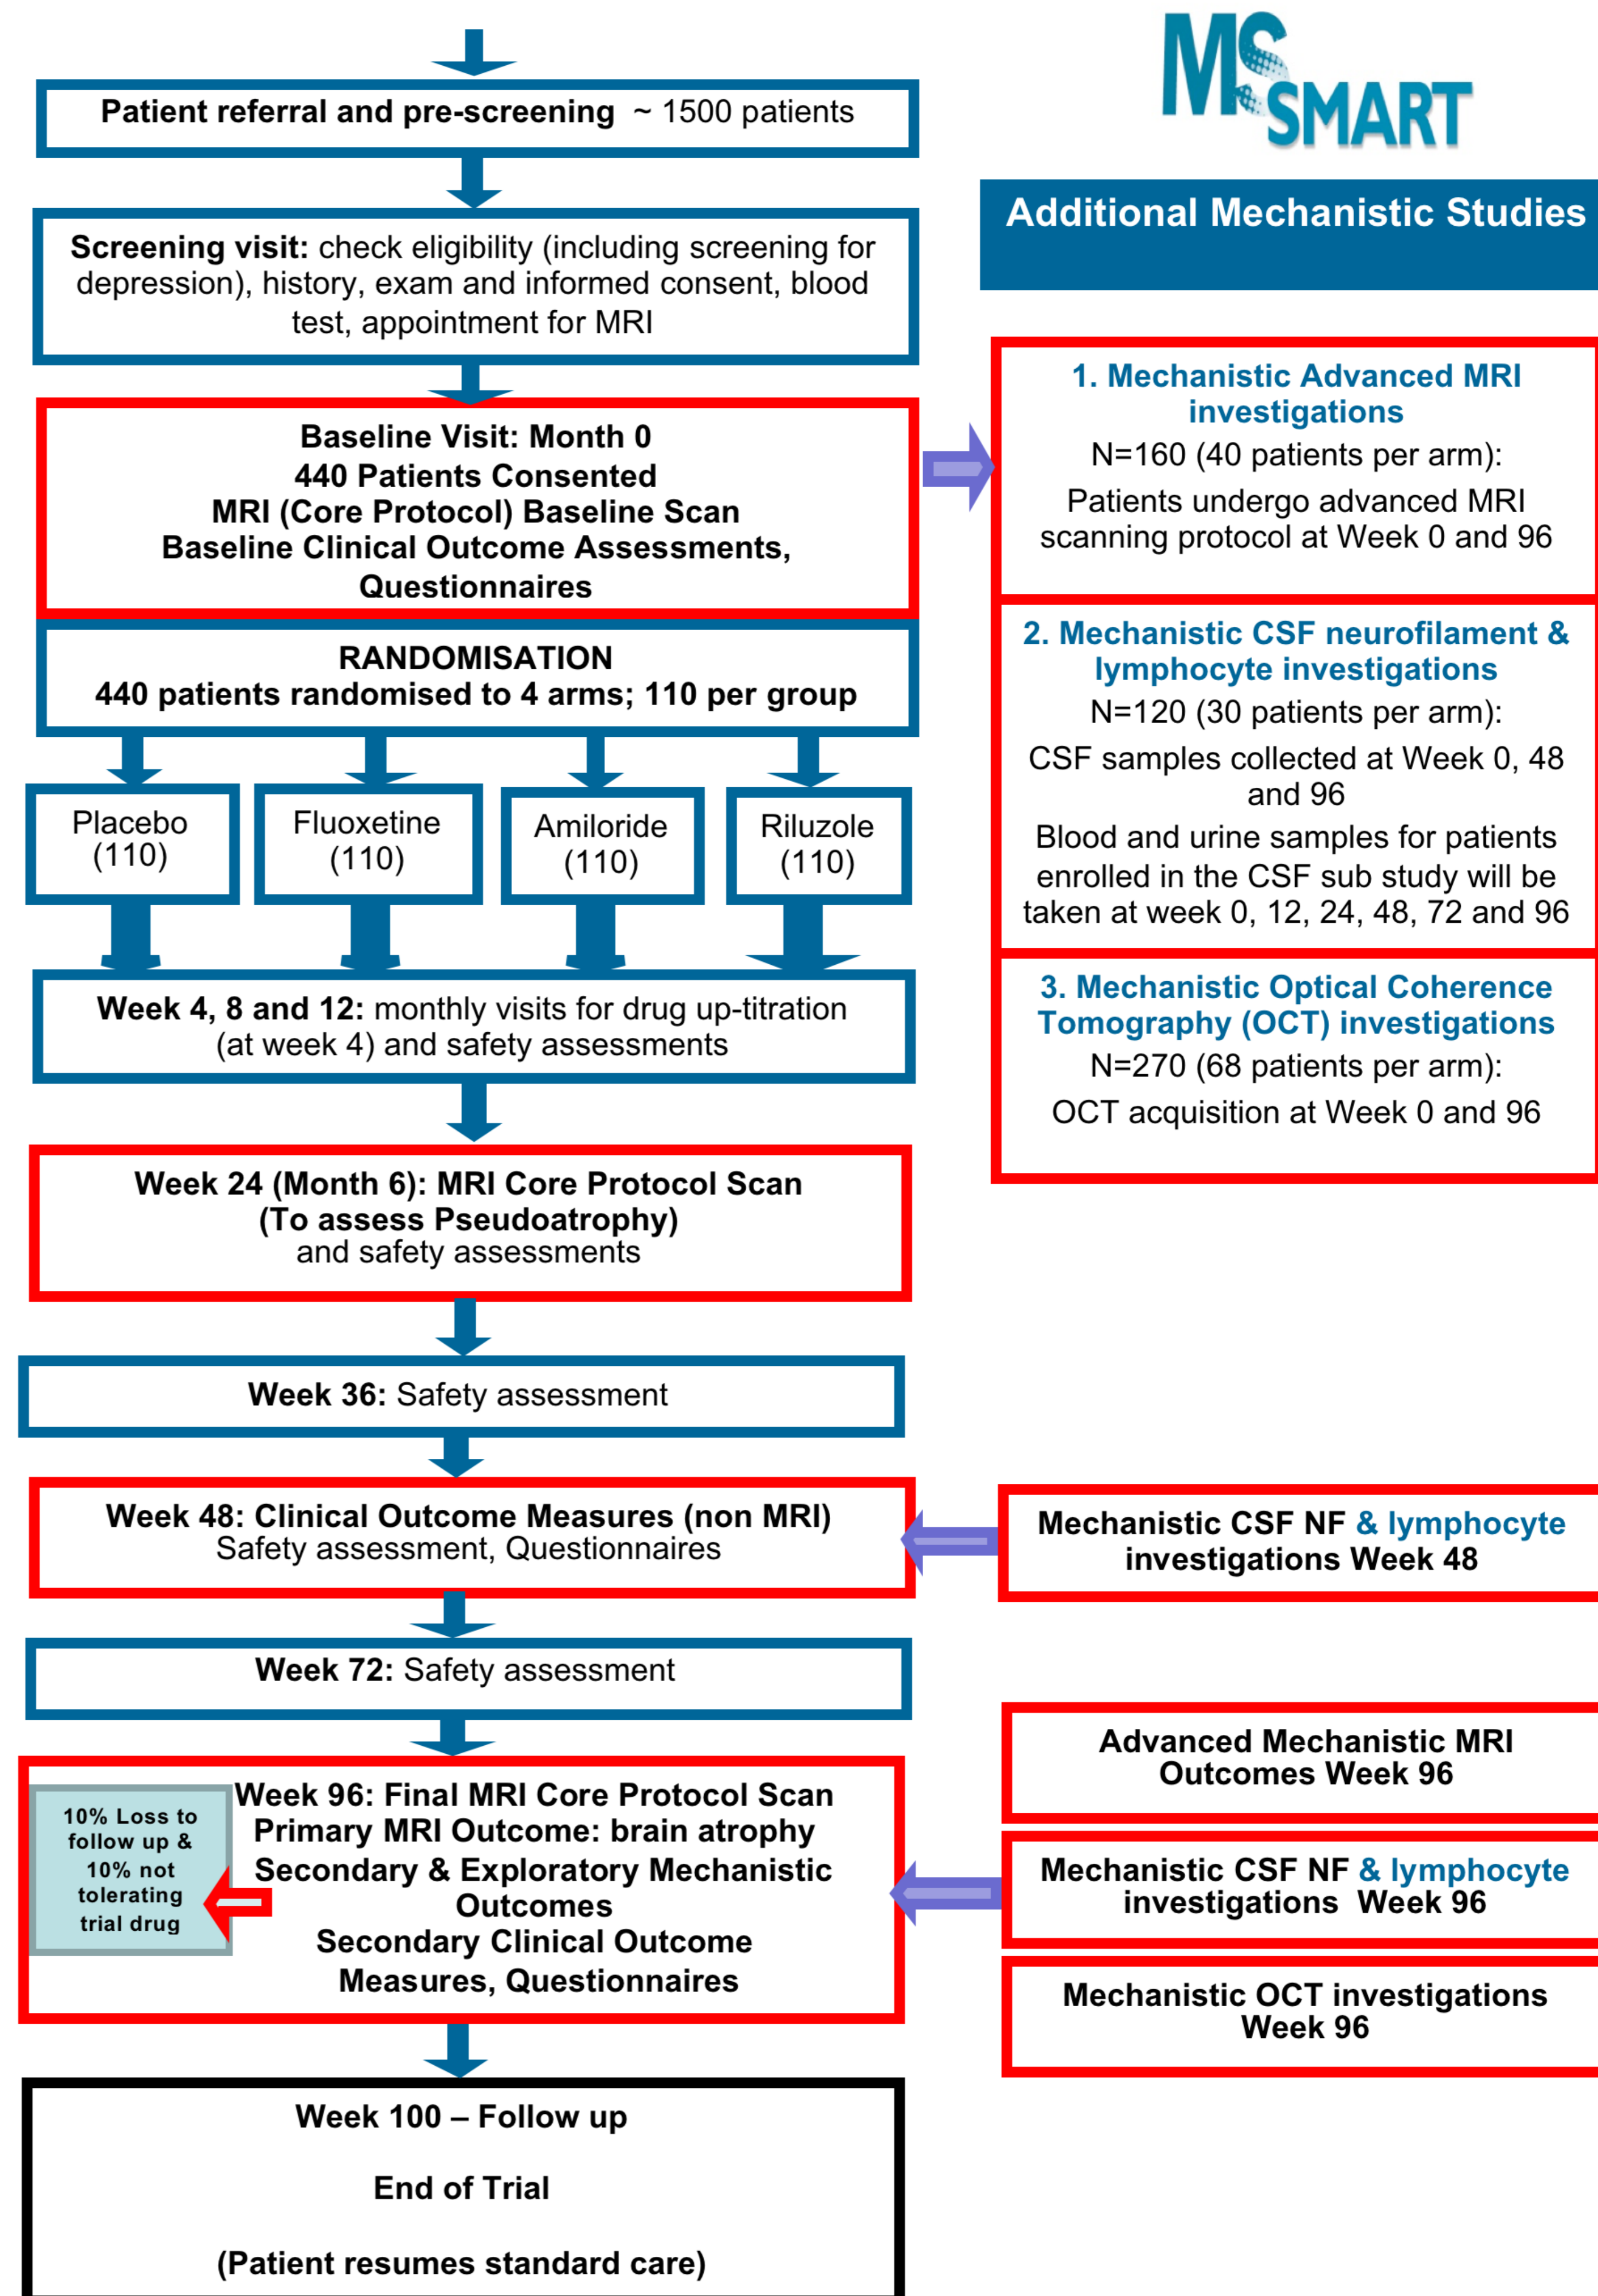 MS
SMART
Patient referral and pre-screening ~ 1500 patients
Screening visit: check eligibility (including screening for
depression), history, exam and informed consent, blood
test, appointment for MRI
Baseline Visit: Month 0
440 Patients Consented
MRI (Core Protocol) Baseline Scan
Baseline Clinical Outcome Assessments,
Questionnaires
RANDOMISATION
440 patients randomised to 4 arms; 110 per group
Placebo
(110)
Fluoxetine
(110)
Amiloride
(110)
Riluzole
(110)
Week 4, 8 and 12: monthly visits for drug up-titration
(at week 4) and safety assessments
Week 24 (Month 6): MRI Core Protocol Scan
(To assess Pseudoatrophy)
and safety assessments
Week 36: Safety assessment
Week 48: Clinical Outcome Measures (non MRI)
Safety assessment, Questionnaires
Week 72: Safety assessment
10% Loss to
follow up &
10% not
tolerating
trial drug
Week 96: Final MRI Core Protocol Scan
Primary MRI Outcome: brain atrophy
Secondary & Exploratory Mechanistic
Outcomes
Secondary Clinical Outcome
Measures, Questionnaires
Week 100 – Follow up
End of Trial
(Patient resumes standard care)
Additional Mechanistic Studies
1. Mechanistic Advanced MRI
investigations
N=160 (40 patients per arm):
Patients undergo advanced MRI
scanning protocol at Week 0 and 96
2. Mechanistic CSF neurofilament &
lymphocyte investigations
N=120 (30 patients per arm):
CSF samples collected at Week 0, 48
and 96
Blood and urine samples for patients
enrolled in the CSF sub study will be
taken at week 0, 12, 24, 48, 72 and 96
3. Mechanistic Optical Coherence
Tomography (OCT) investigations
N=270 (68 patients per arm):
OCT acquisition at Week 0 and 96
Mechanistic CSF NF & lymphocyte
investigations Week 48
Advanced Mechanistic MRI
Outcomes Week 96
Mechanistic CSF NF & lymphocyte
investigations Week 96
Mechanistic OCT investigations
Week 96